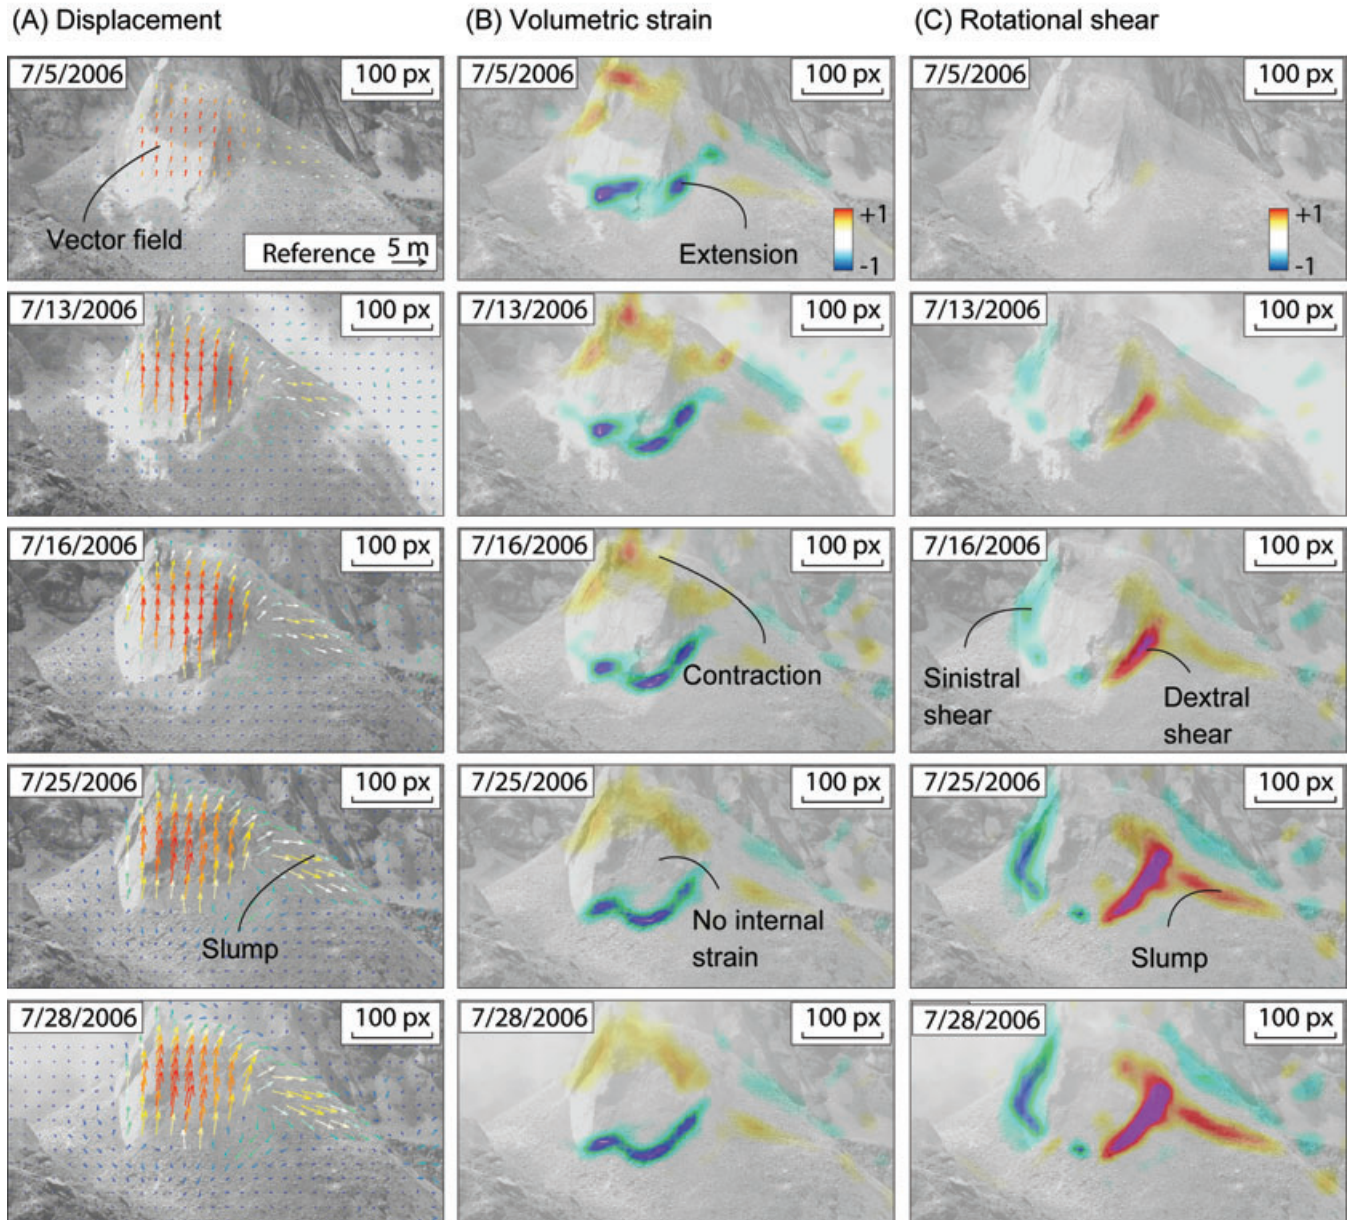 (A) Displacement
(B) Volumetric strain
(C) Rotational shear
7/5/2006
100 px
7/5/2006
100 px
7/5/2006
100 px
Vector field
Reference 5 m
Extension
+1
-1
+1
-1
7/13/2006
100 px
7/13/2006
100 px
7/13/2006
100 px
7/16/2006
100 px
7/16/2006
100 px
Contraction
7/16/2006
100 px
Sinistral
shear
Dextral
shear
7/25/2006
100 px
Slump
7/25/2006
100 px
No internal
strain
7/25/2006
100 px
Slump
7/28/2006
100 px
7/28/2006
100 px
7/28/2006
100 px